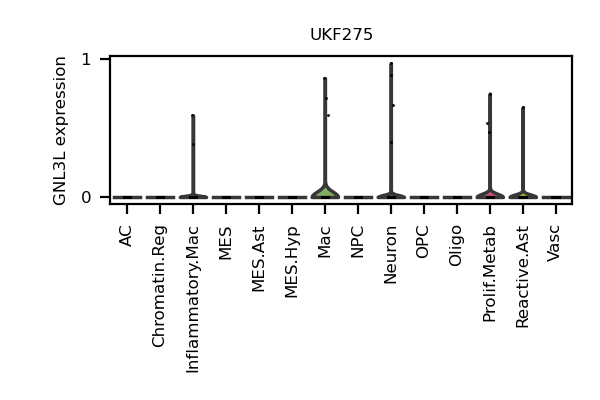 UKF275
GNL3L expression
1
0
AC
Chromatin.Reg
Inflammatory.Mac
MES
MES.Ast
MES.Hyp
Mac
NPC
Neuron
OPC
Oligo
Prolif.Metab
Reactive.Ast
Vasc